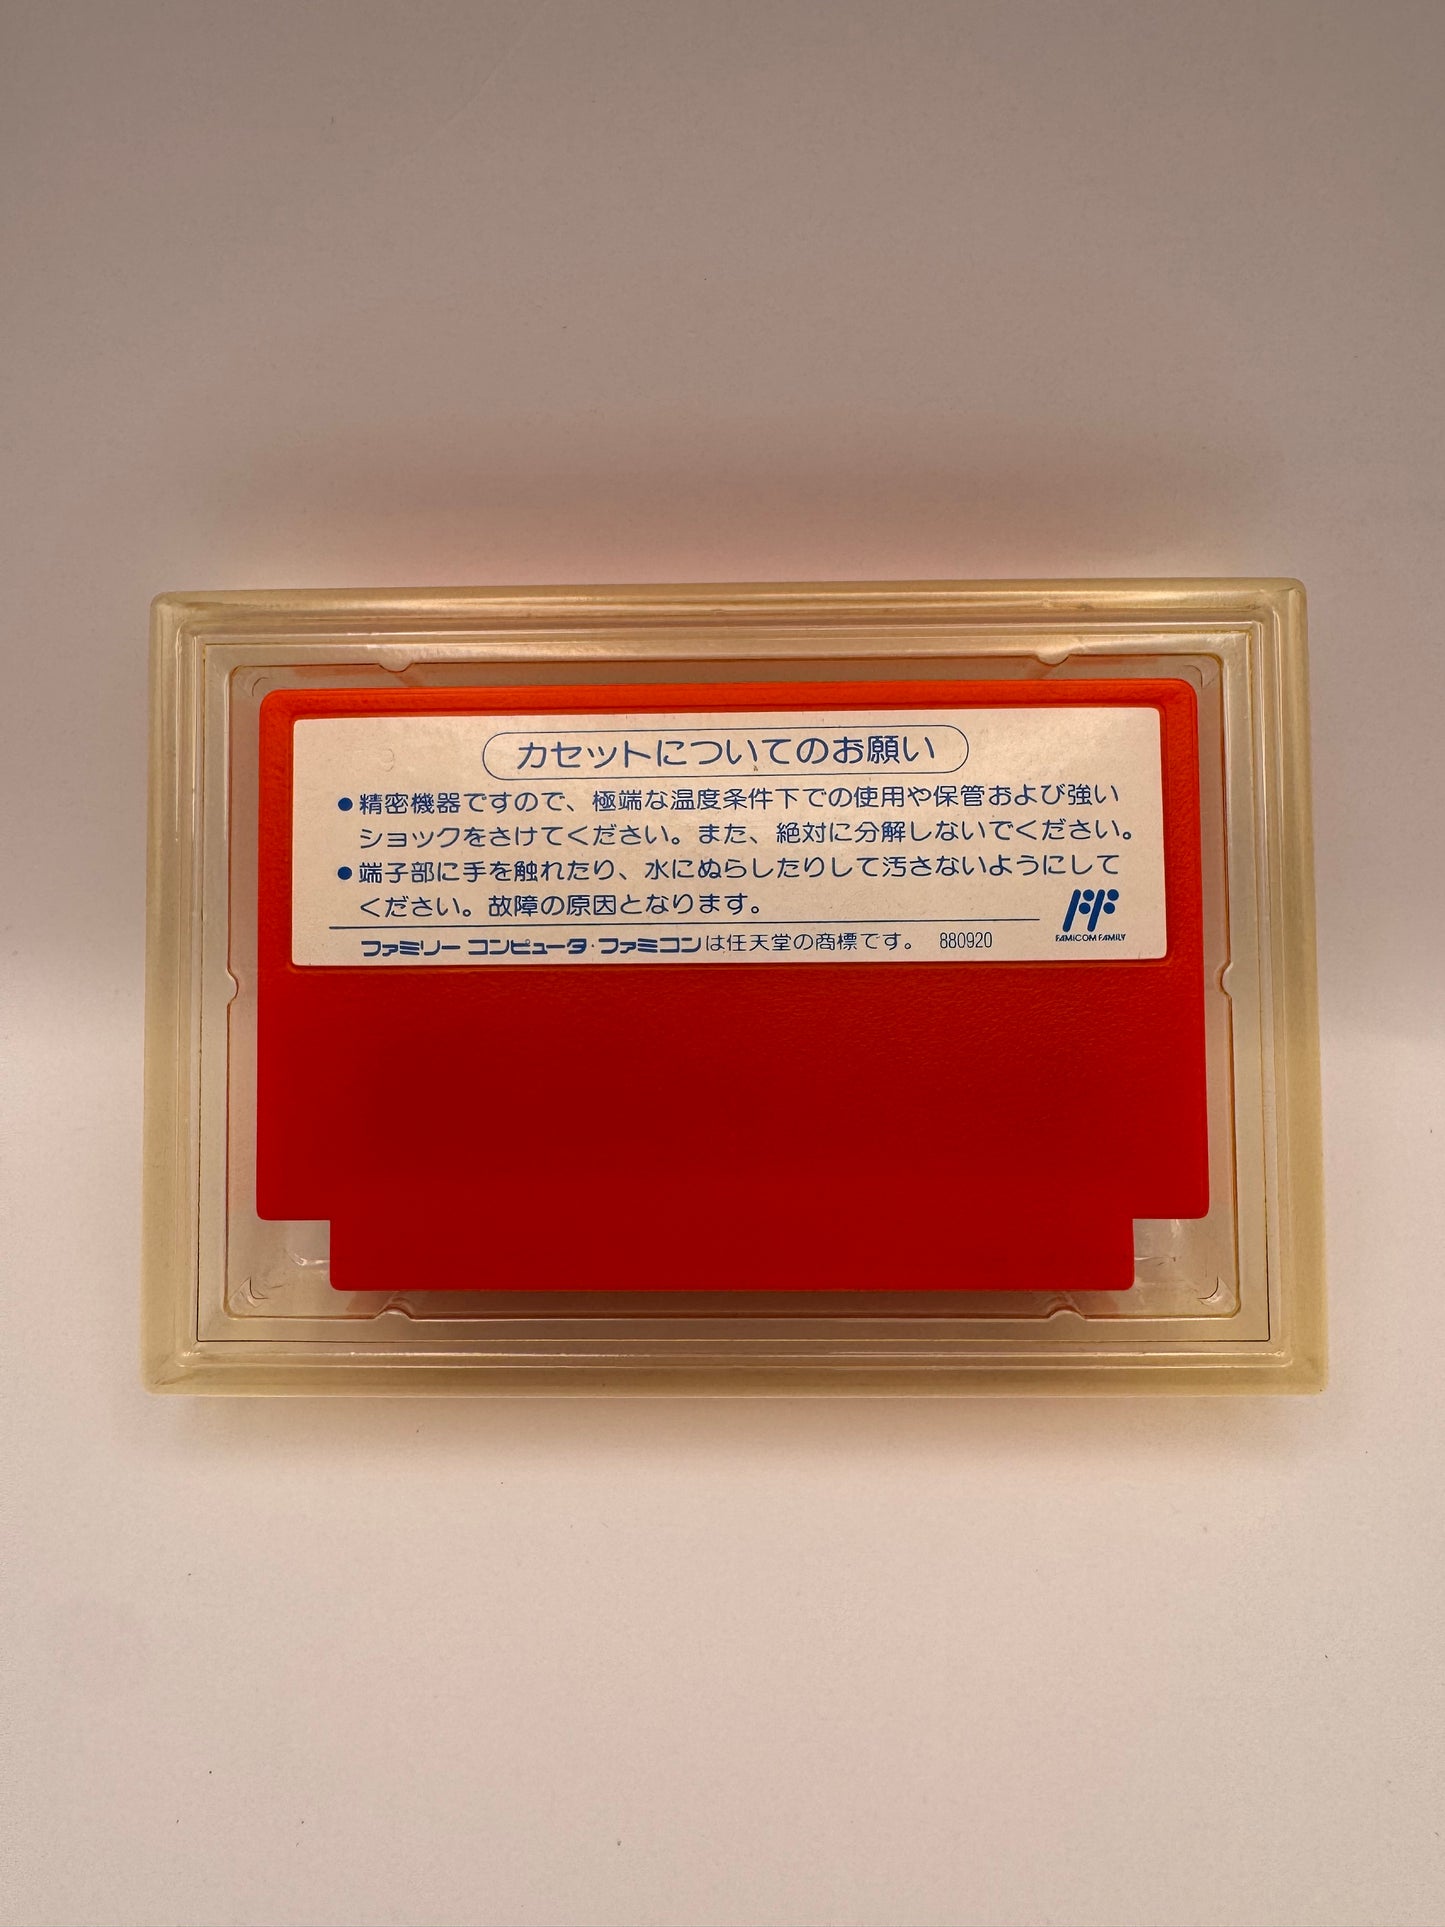 カセットについてのお願い
●精密機器ですので、極端な温度条件下での使用や保管および強い
ショックをさけてください。また、絶対に分解しないでください。
●端子部に手を触れたり、水にぬらしたりして汚さないようにして
ください。故障の原因となります。
FAMICOM FAMILY
ファミリー コンピュータ・ファミコンは任天堂の商標です。 880920